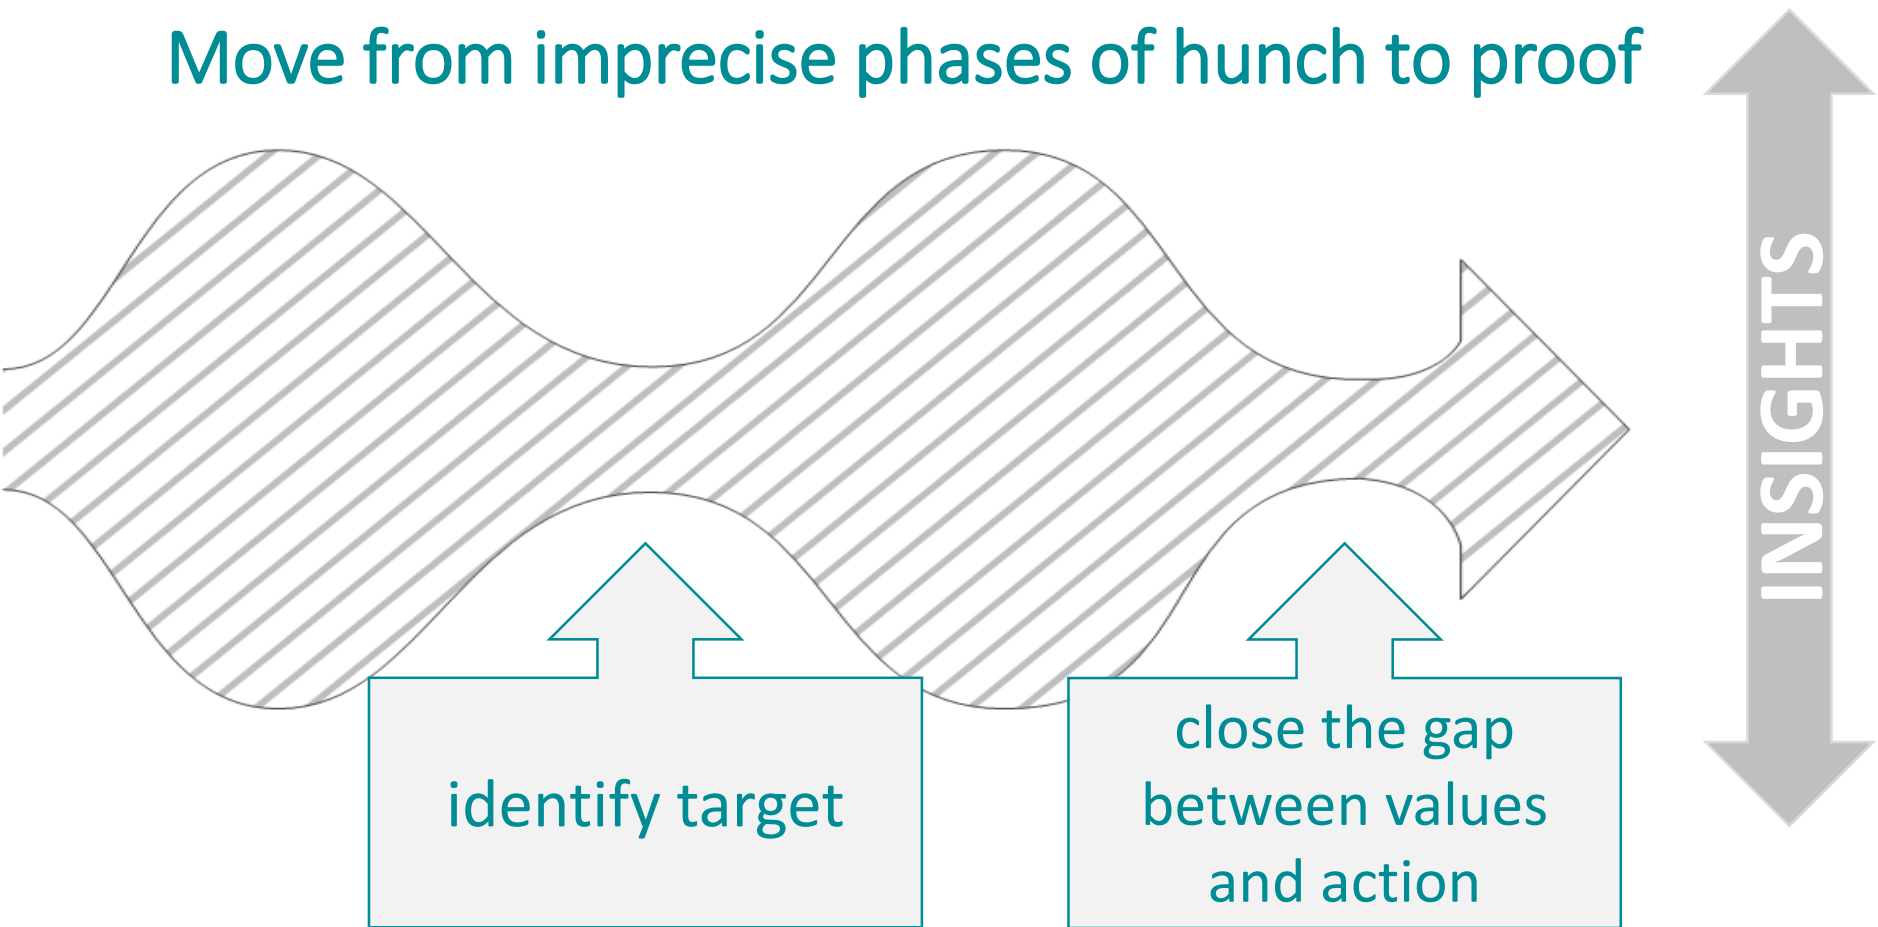 Move from imprecise phases of hunch to proof
INSIGHTS
identify target
close the gap
between values
and action